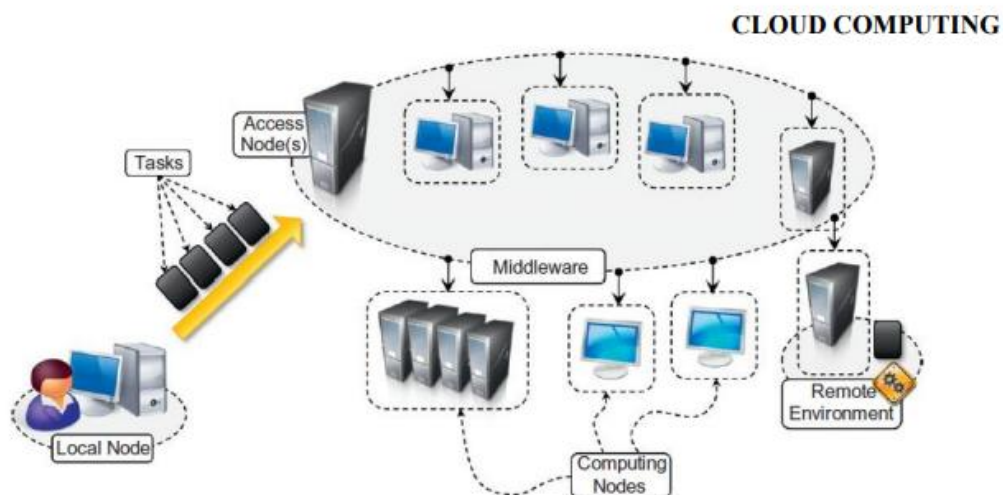 CLOUD COMPUTING
Access
Node(s)
Tasks
Middleware
Remote
Environment
Local Node
Computing
Nodes